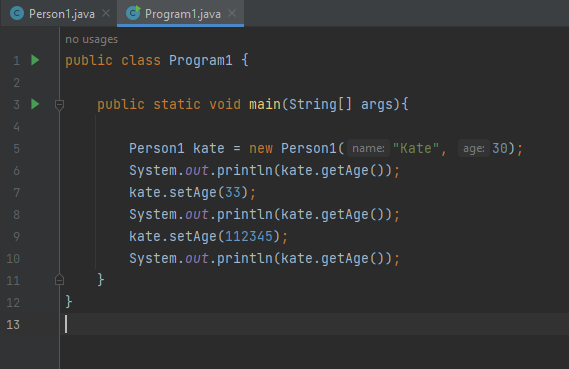 Person1.java Program1.java
no usages
1 public class Program1 {
2
3 public static void main(String[] args){
4
5 Person1 kate = new Person1( name: "Kate", age: 30);
6 System.out.println(kate.getAge());
7 kate.setAge(33);
8 System.out.println(kate.getAge());
9 kate.setAge(112345);
10 System.out.println(kate.getAge());
11 }
12 }
13